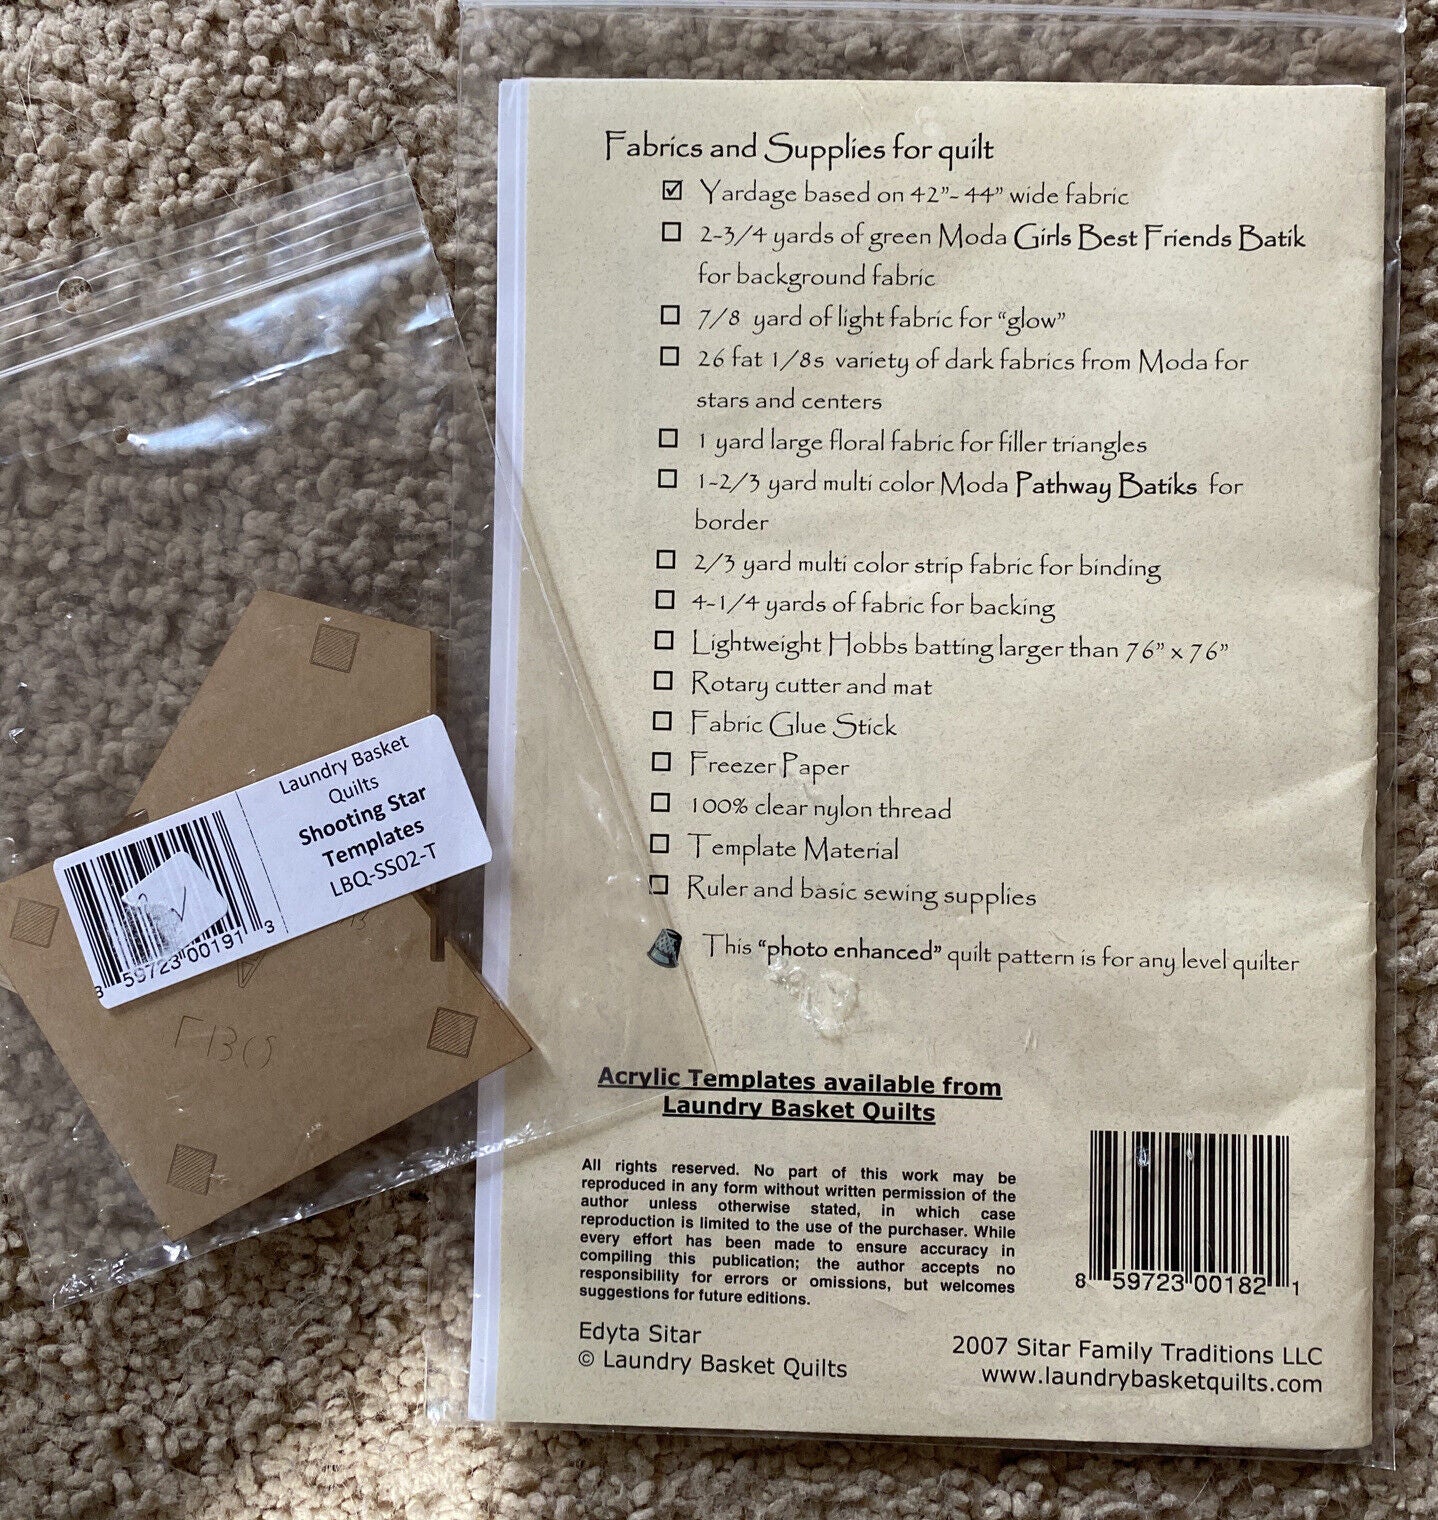 Fabrics and Supplies for quilt
Yardage based on 42”- 44” wide fabric
2-3/4 yards of green Moda Girls Best Friends Batik
for background fabric
7/8 yard of light fabric for “glow”
26 fat 1/8s variety of dark fabrics from Moda for
stars and centers
1 yard large floral fabric for filler triangles
1-2/3 yard multi color Moda Pathway Batiks for
border
2/3 yard multi color strip fabric for binding
4-1/4 yards of fabric for backing
Lightweight Hobbs batting larger than 76” x 76”
Rotary cutter and mat
Fabric Glue Stick
Freezer Paper
100% clear nylon thread
Template Material
Ruler and basic sewing supplies
This “photo enhanced” quilt pattern is for any level quilter
Acrylic Templates available from
Laundry Basket Quilts
All rights reserved. No part of this work may be
reproduced in any form without written permission of the
author unless otherwise stated, in which case
reproduction is limited to the use of the purchaser. While
every effort has been made to ensure accuracy in
compiling this publication; the author accepts no
responsibility for errors or omissions, but welcomes
suggestions for future editions.
8 59723 00182 1
Edyta Sitar
© Laundry Basket Quilts
2007 Sitar Family Traditions LLC
www.laundrybasketquilts.com
Laundry Basket
Quilts
Shooting Star
Templates
LBQ-SS02-T
59723 00191 3